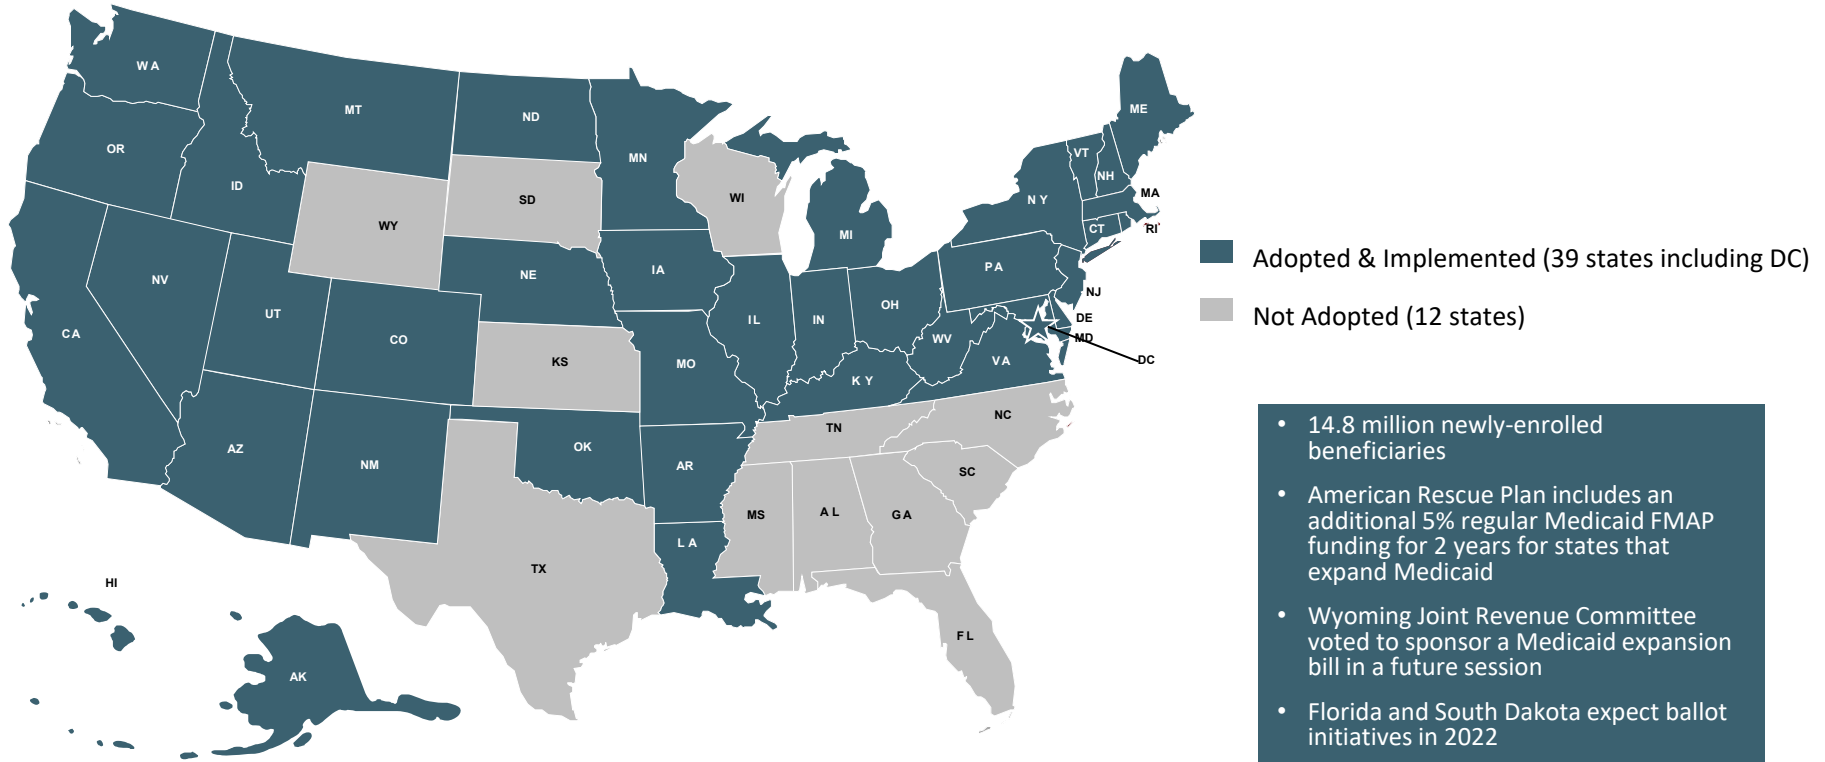 WA
MT
ND
ME
OR
MN
VT
ID
NH
SD
WI
NY
MA
WY
CT
RI
MI
NE
IA
PA
NV
NJ
UT
OH
IL
IN
DE
CA
CO
WV
MD
KS
MO
VA
DC
KY
NC
TN
AZ
OK
NM
AR
SC
MS
AL
GA
LA
TX
HI
FL
AK
Adopted & Implemented (39 states including DC)
Not Adopted (12 states)
• 14.8 million newly-enrolled
beneficiaries
• American Rescue Plan includes an
additional 5% regular Medicaid FMAP
funding for 2 years for states that
expand Medicaid
• Wyoming Joint Revenue Committee
voted to sponsor a Medicaid expansion
bill in a future session
• Florida and South Dakota expect ballot
initiatives in 2022